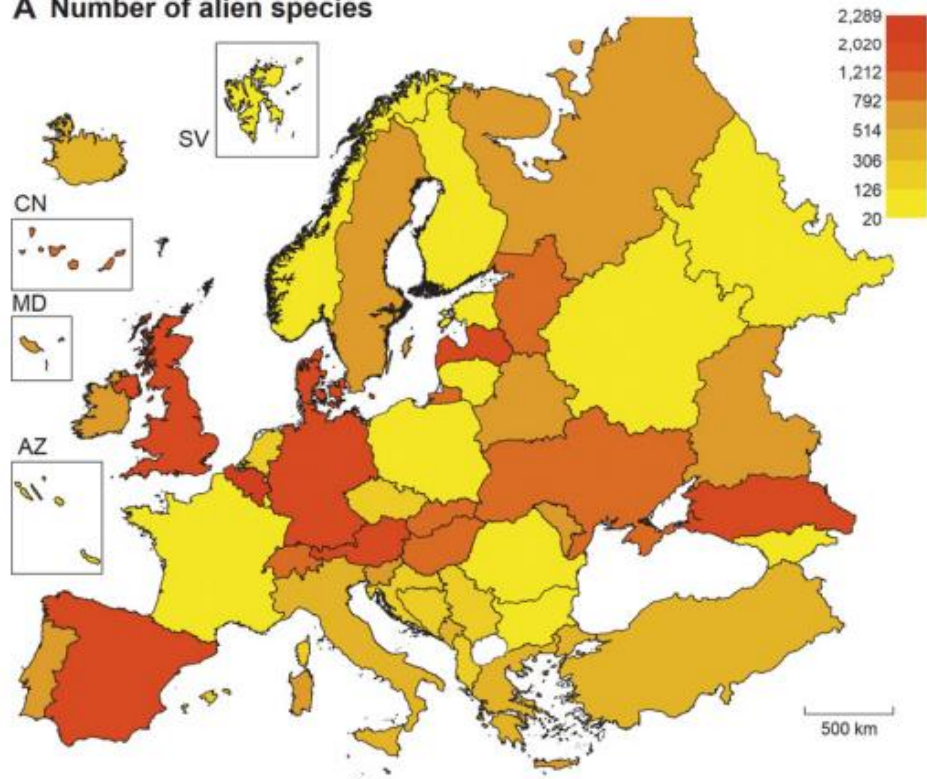 A Number of alien species
2,289
2,020
1,212
792
514
306
126
20
SV
CN
MD
AZ
500 km